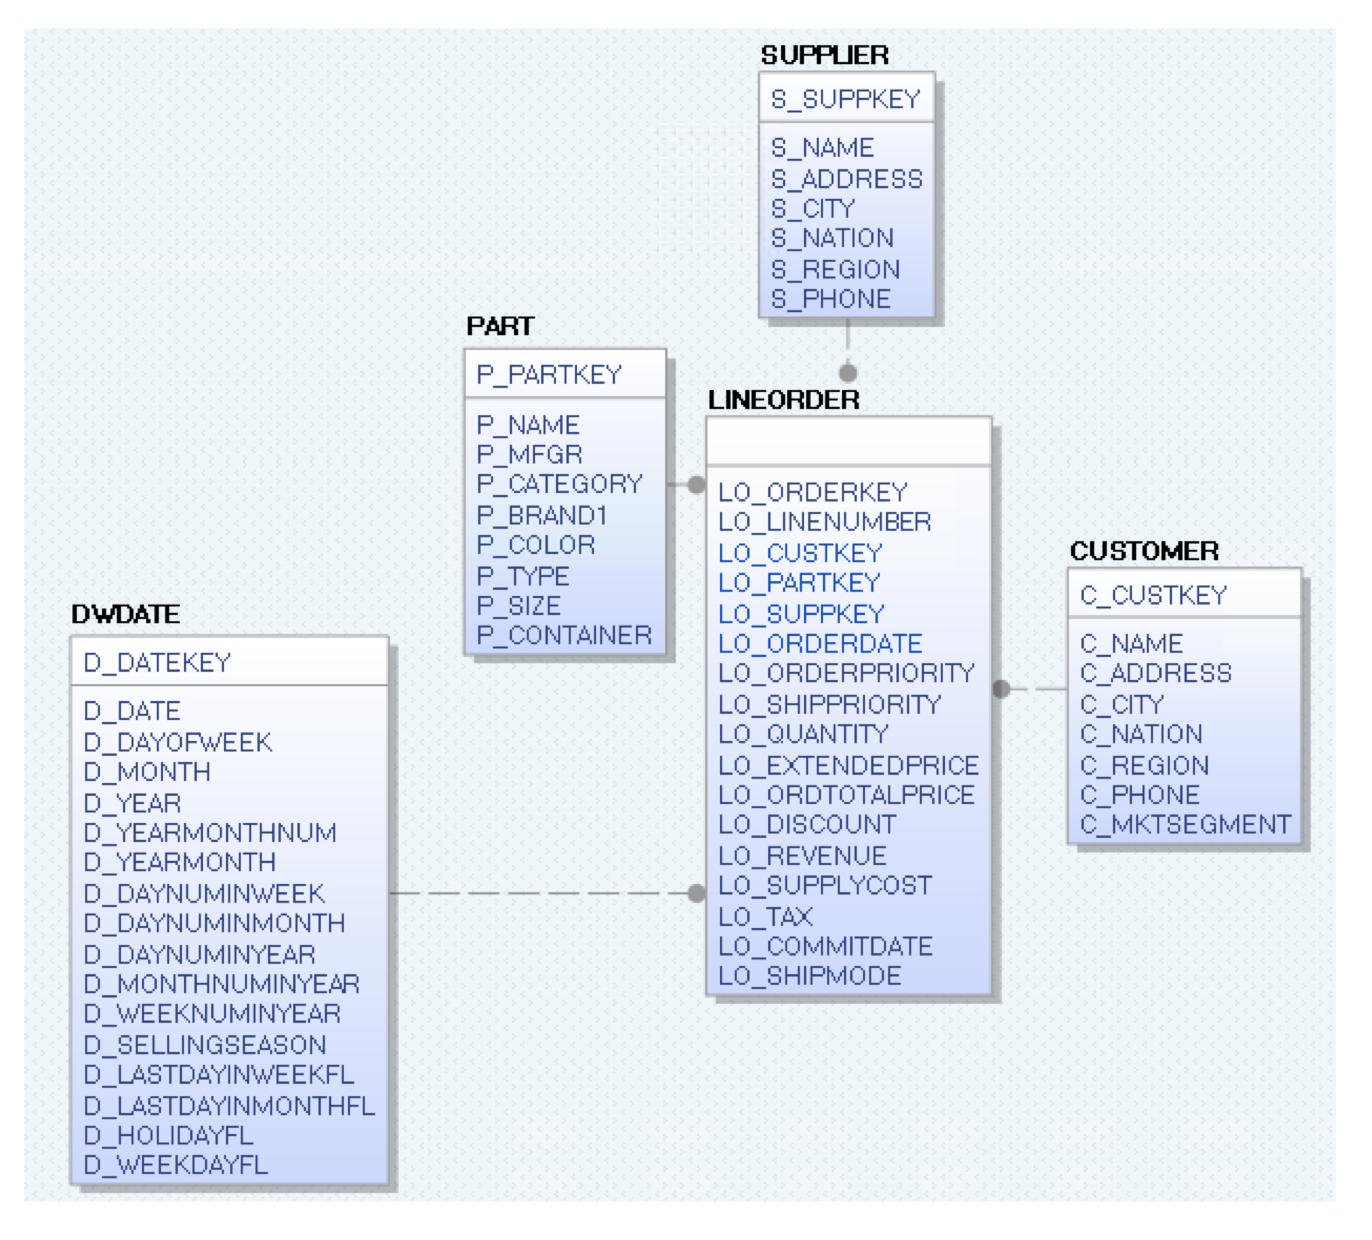 SUPPLIER
S_SUPPKEY
S_NAME
S_ADDRESS
S_CITY
S_NATION
S_REGION
S_PHONE
PART
P_PARTKEY
P_NAME
P_MFGR
P_CATEGORY
P_BRAND1
P_COLOR
P_TYPE
P_SIZE
P_CONTAINER
LINEORDER
LO_ORDERKEY
LO_LINENUMBER
LO_CUSTKEY
LO_PARTKEY
LO_SUPPKEY
LO_ORDERDATE
LO_ORDERPRIORITY
LO_SHIPPRIORITY
LO_QUANTITY
LO_EXTENDEDPRICE
LO_ORDTOTALPRICE
LO_DISCOUNT
LO_REVENUE
LO_SUPPLYCOST
LO_TAX
LO_COMMITDATE
LO_SHIPMODE
CUSTOMER
C_CUSTKEY
C_NAME
C_ADDRESS
C_CITY
C_NATION
C_REGION
C_PHONE
C_MKTSEGMENT
DWDATE
D_DATEKEY
D_DATE
D_DAYOFWEEK
D_MONTH
D_YEAR
D_YEARMONTHNUM
D_YEARMONTH
D_DAYNUMINWEEK
D_DAYNUMINMONTH
D_DAYNUMINYEAR
D_MONTHNUMINYEAR
D_WEEKNUMINYEAR
D_SELLINGSEASON
D_LASTDAYINWEEKFL
D_LASTDAYINMONTHFL
D_HOLIDAYFL
D_WEEKDAYFL